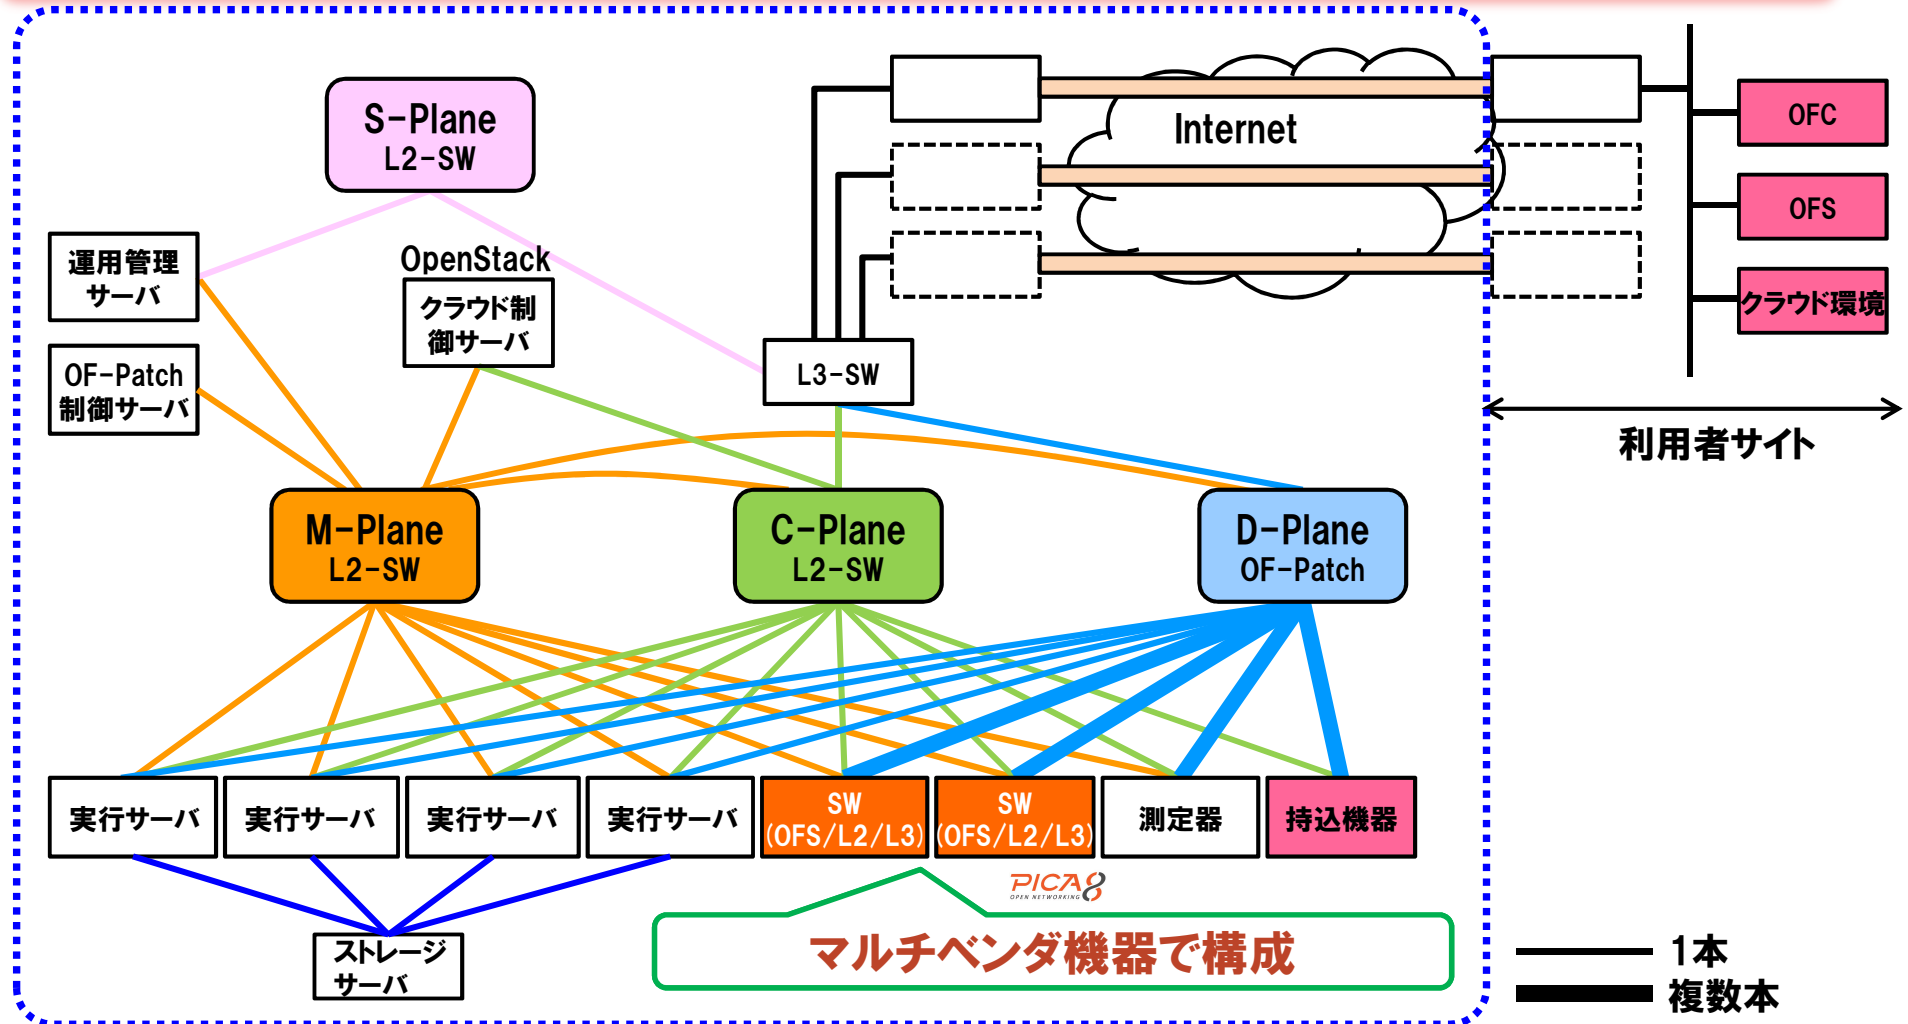 S-Plane
L2-SW
Internet
OFC
OFS
クラウド環境
利用者サイト
運用管理
サーバ
OpenStack
クラウド制
御サーバ
OF-Patch
制御サーバ
L3-SW
M-Plane
L2-SW
C-Plane
L2-SW
D-Plane
OF-Patch
実行サーバ
実行サーバ
実行サーバ
実行サーバ
SW
(OFS/L2/L3)
SW
(OFS/L2/L3)
測定器
持込機器
PICA8
OPEN NETWORKING
マルチベンダ機器で構成
ストレージ
サーバ
1本
複数本